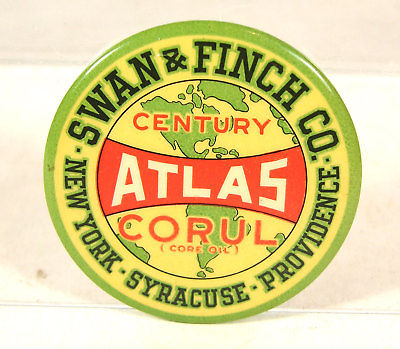 SWAN & FINCH CO.
CENTURY
ATLAS
CORUL
(CORE OIL)
· NEW YORK · SYRACUSE · PROVIDENCE ·